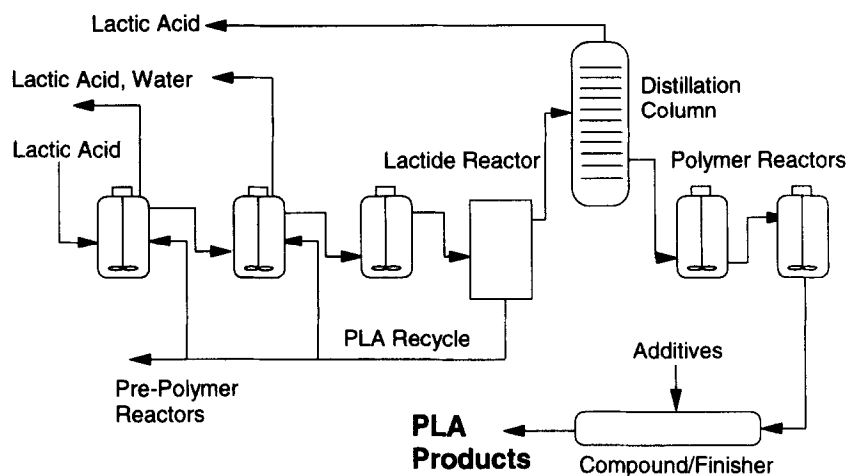 Lactic Acid
Lactic Acid, Water
Lactic Acid
Distillation
Column
Lactide Reactor
Polymer Reactors
PLA Recycle
Pre-Polymer
Reactors
Additives
PLA
Products
Compound/Finisher